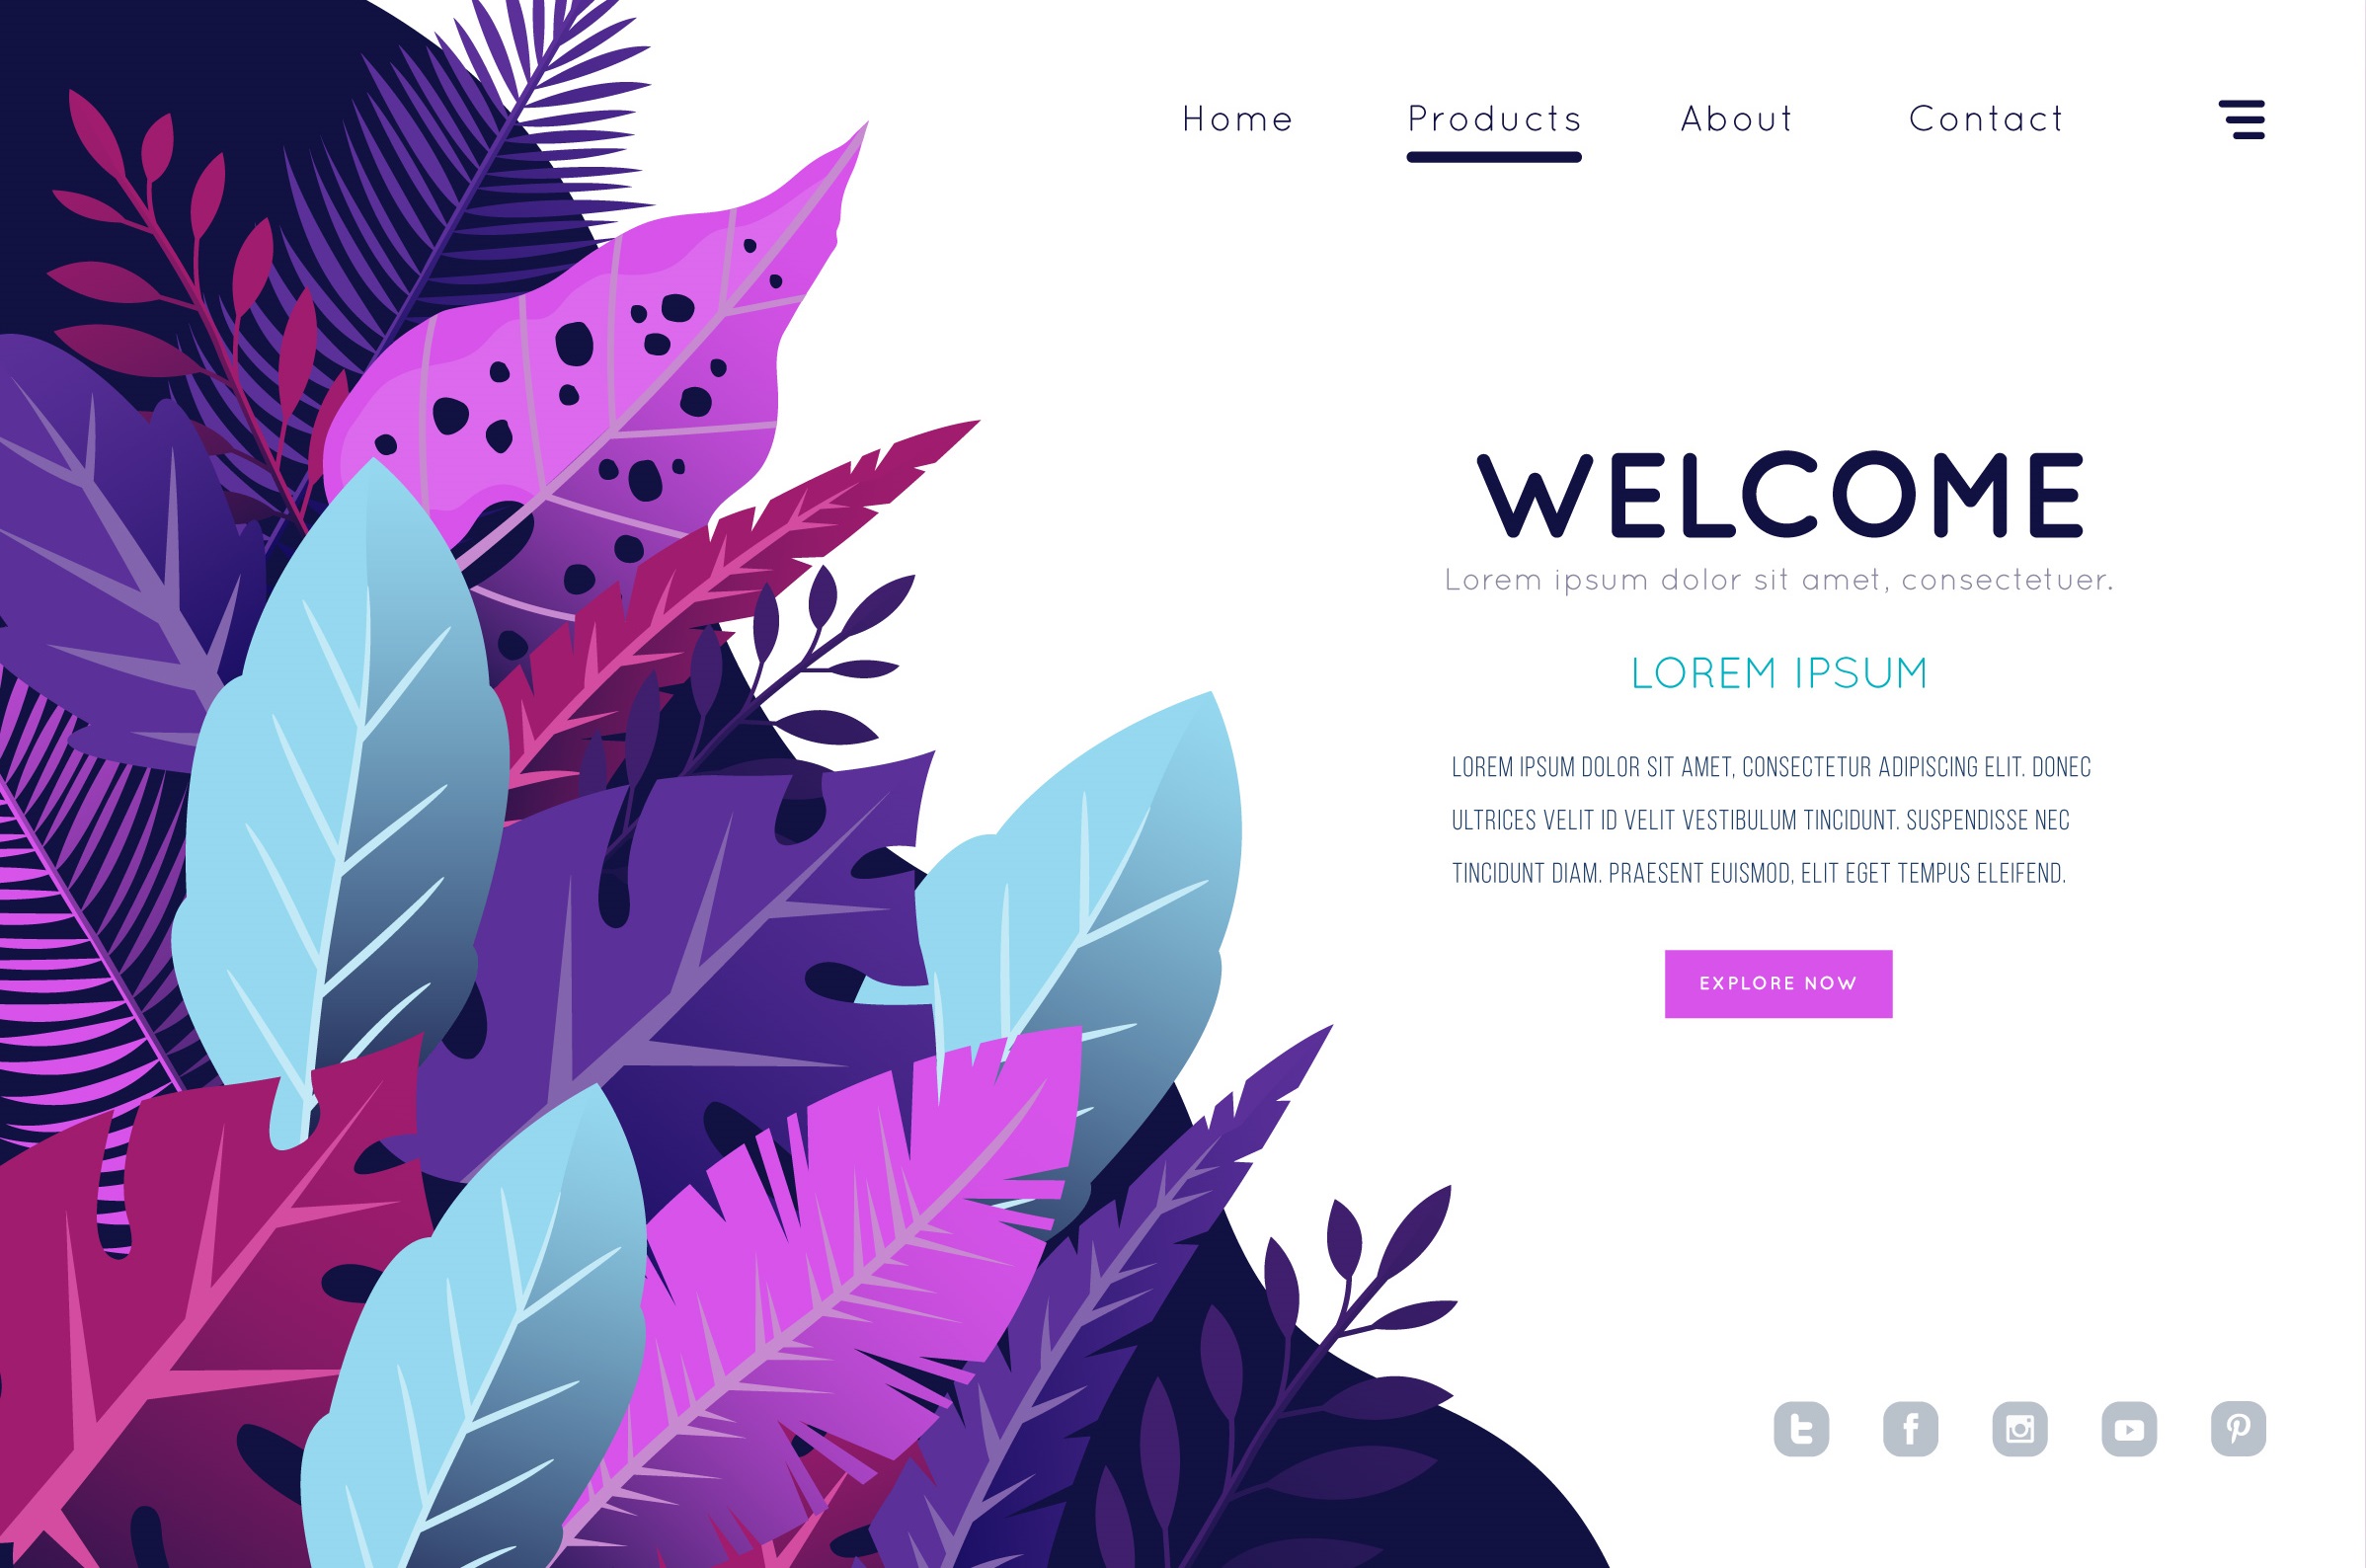 Home Products About Contact
WELCOME
Lorem ipsum dolor sit amet, consectetuer.
LOREM IPSUM
LOREM IPSUM DOLOR SIT AMET, CONSECTETUR ADIPISCING ELIT. DONEC
ULTRICES VELIT ID VELIT VESTIBULUM TINCIDUNT. SUSPENDISSE NEC
TINCIDUNT DIAM. PRAESENT EUISMOD, ELIT EGET TEMPUS ELEIFEND.
EXPLORE NOW